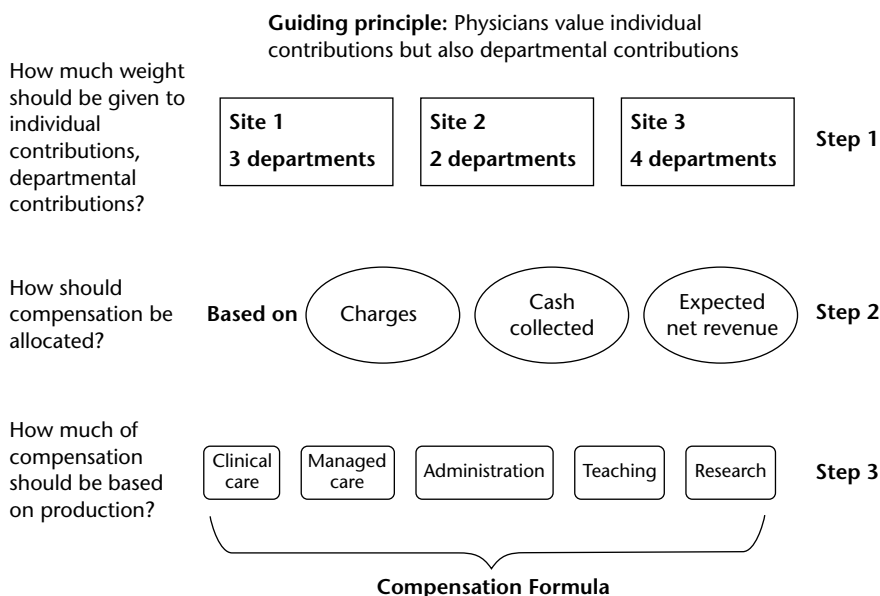 Guiding principle: Physicians value individual
contributions but also departmental contributions
How much weight
should be given to
individual
contributions,
departmental
contributions?
Site 1
3 departments
Site 2
2 departments
Site 3
4 departments
Step 1
How should
compensation be
allocated?
Based on
Charges
Cash
collected
Expected
net revenue
Step 2
How much of
compensation
should be based
on production?
Clinical
care
Managed
care
Administration
Teaching
Research
Step 3
Compensation Formula